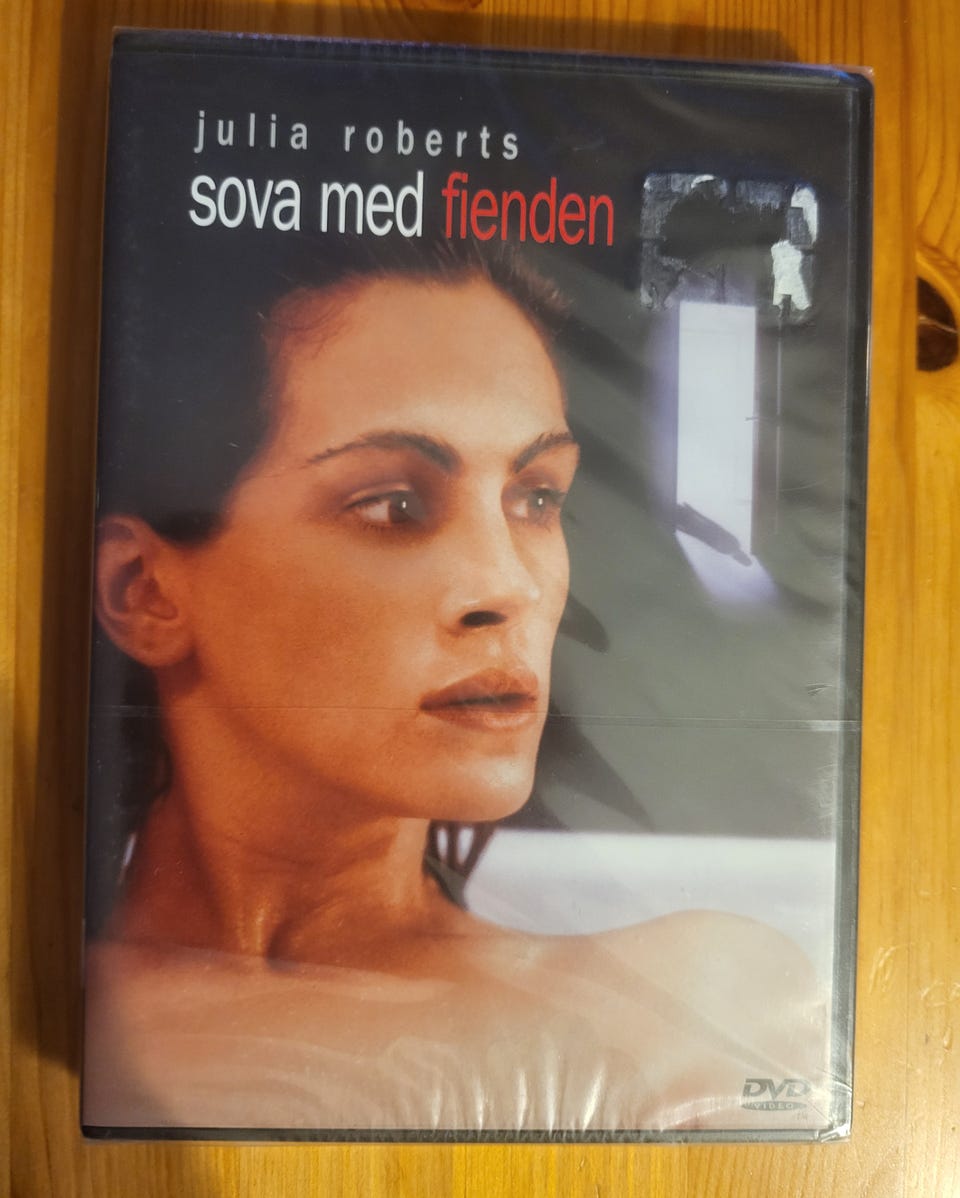 julia roberts
sova med fienden
DVD
VIDEO